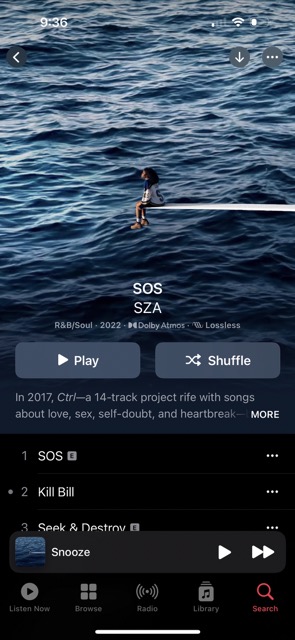 9:36
SOS
SZA
R&B/Soul · 2022 · Dolby Atmos · Lossless
Play
Shuffle
In 2017, Ctrl—a 14-track project rife with songs
about love, sex, self-doubt, and heartbreak— MORE
1 SOS E
2 Kill Bill
3 Seek & Destroy E
Snooze
Listen Now
Browse
Radio
Library
Search